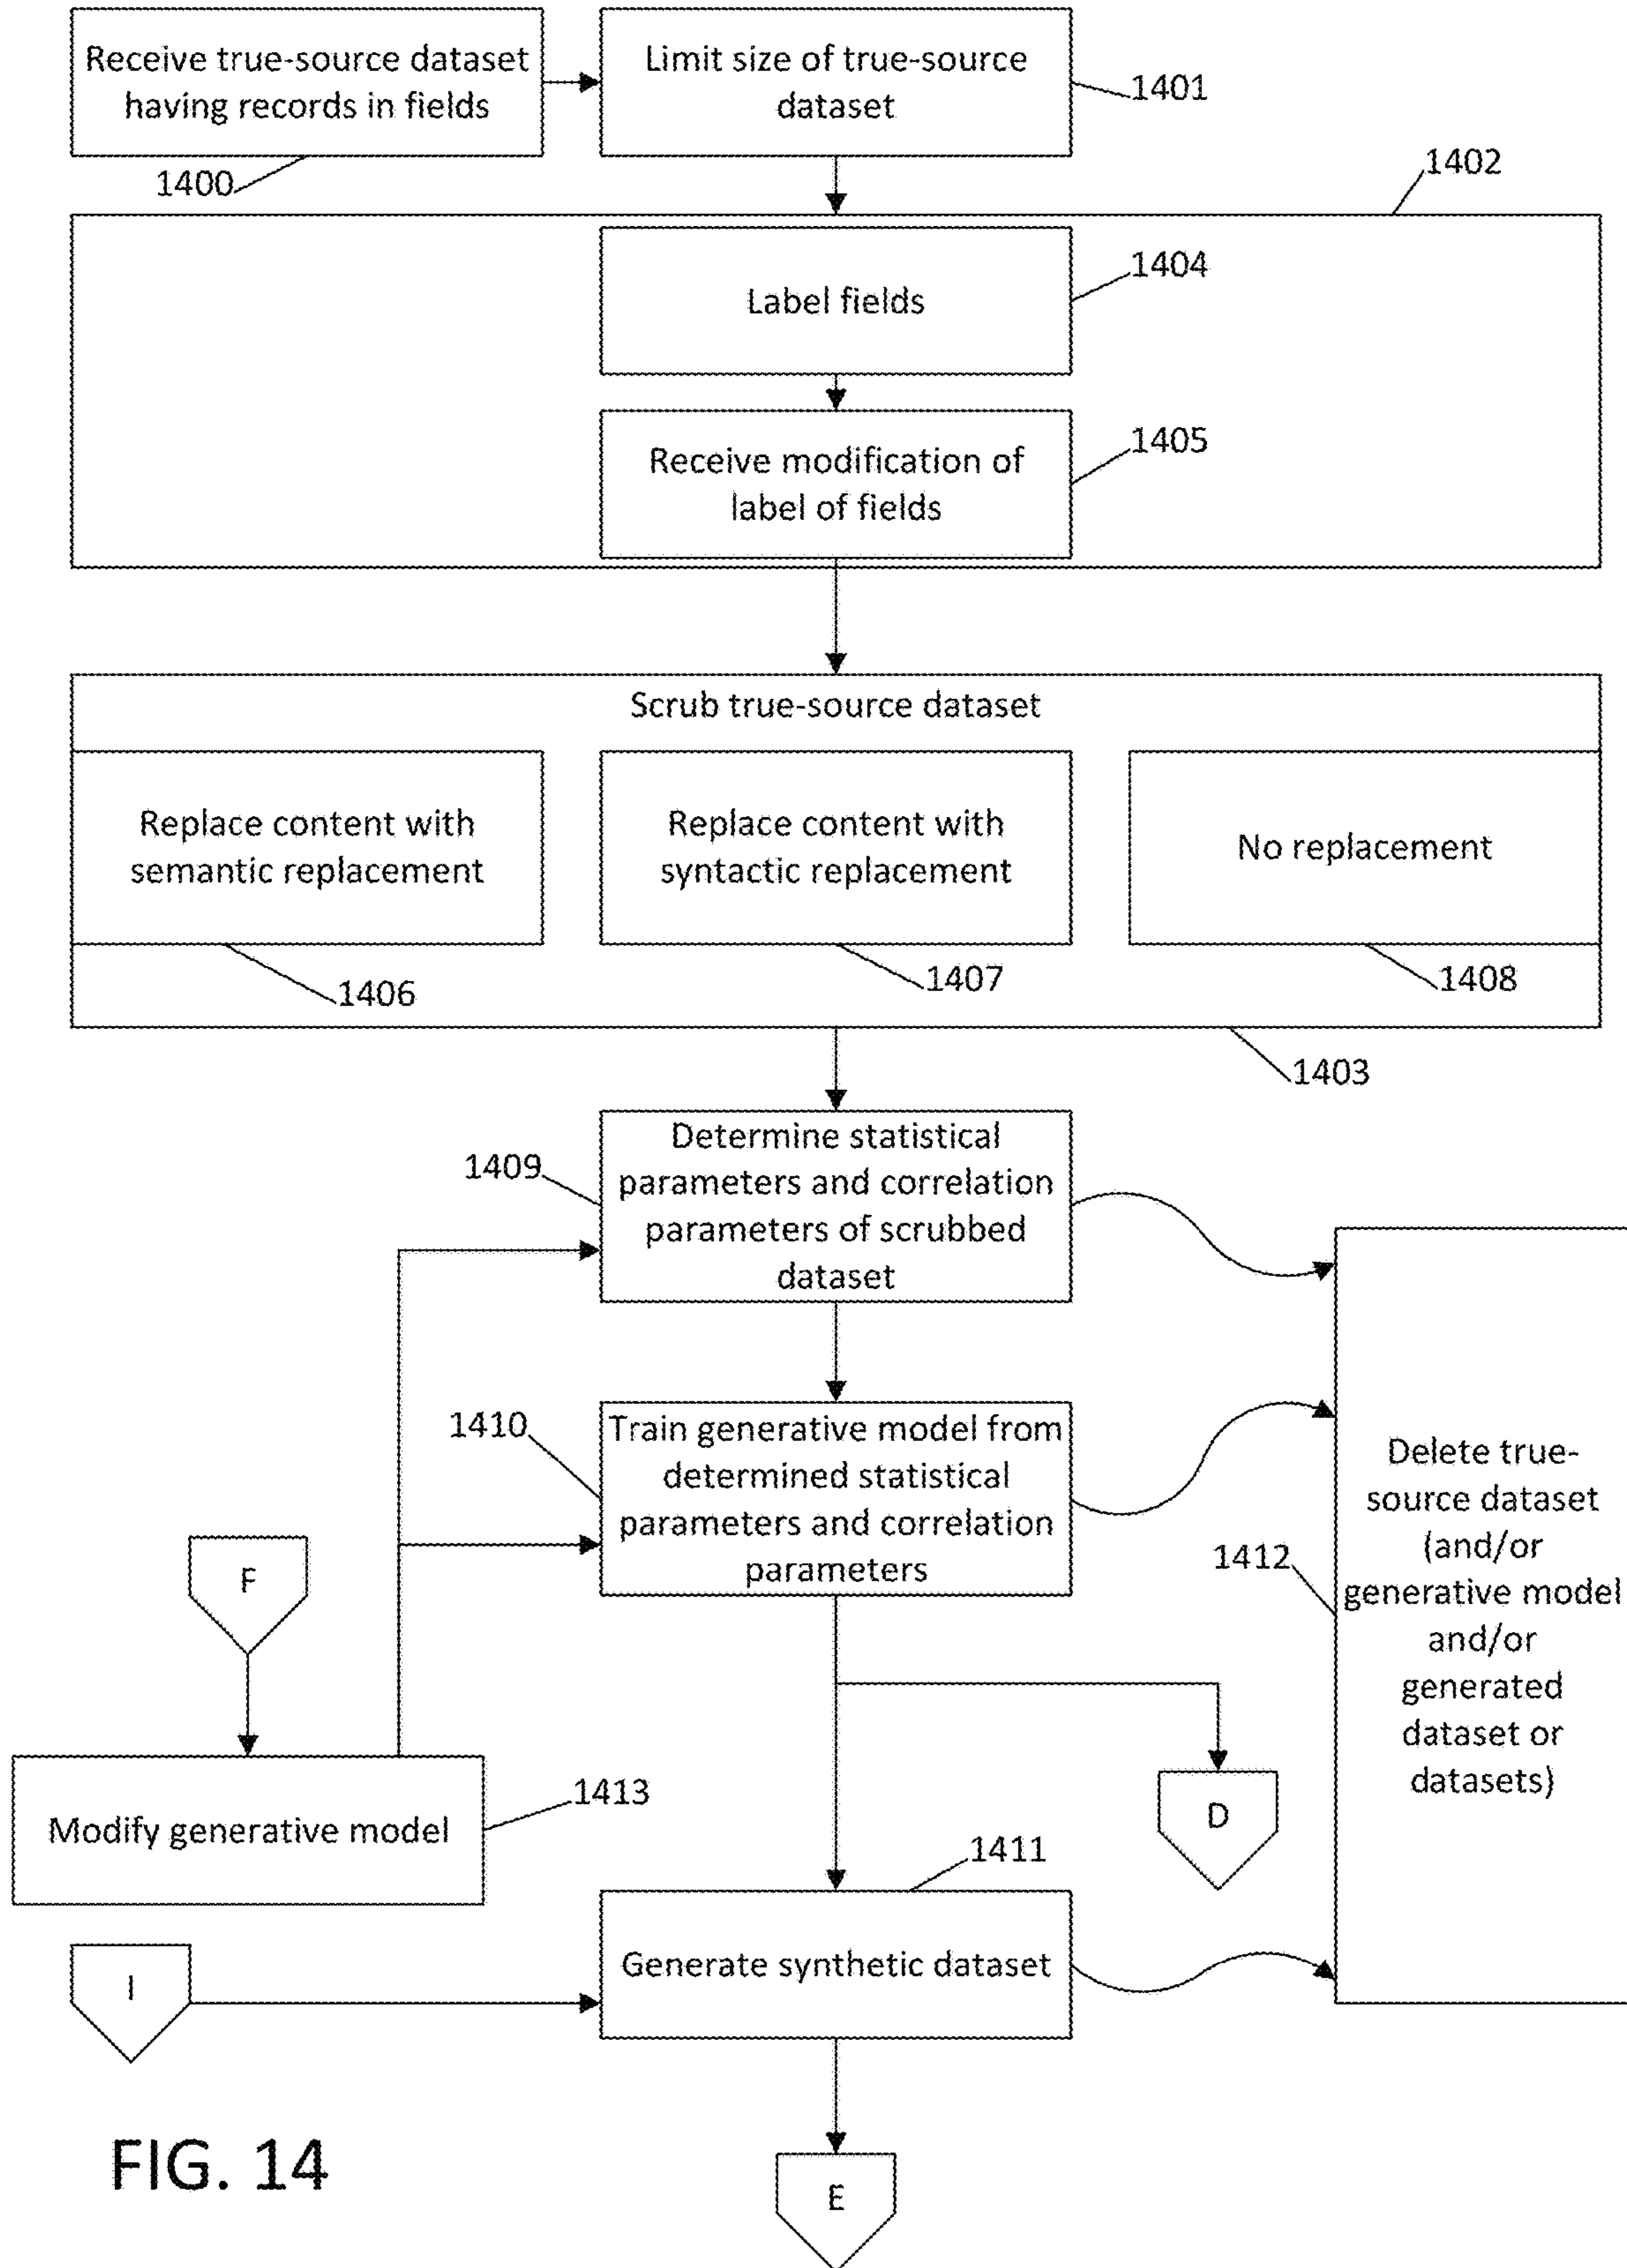 Receive true-source dataset
having records in fields
1400
Limit size of true-source
dataset
1401
1402
Label fields
1404
Receive modification of
label of fields
1405
Scrub true-source dataset
Replace content with
semantic replacement
1406
Replace content with
syntactic replacement
1407
No replacement
1408
1403
1409
Determine statistical
parameters and correlation
parameters of scrubbed
dataset
1410
Train generative model from
determined statistical
parameters and correlation
parameters
1412
Delete true-
source dataset
(and/or
generative model
and/or
generated
dataset or
datasets)
F
Modify generative model
1413
D
1411
Generate synthetic dataset
I
E
FIG. 14